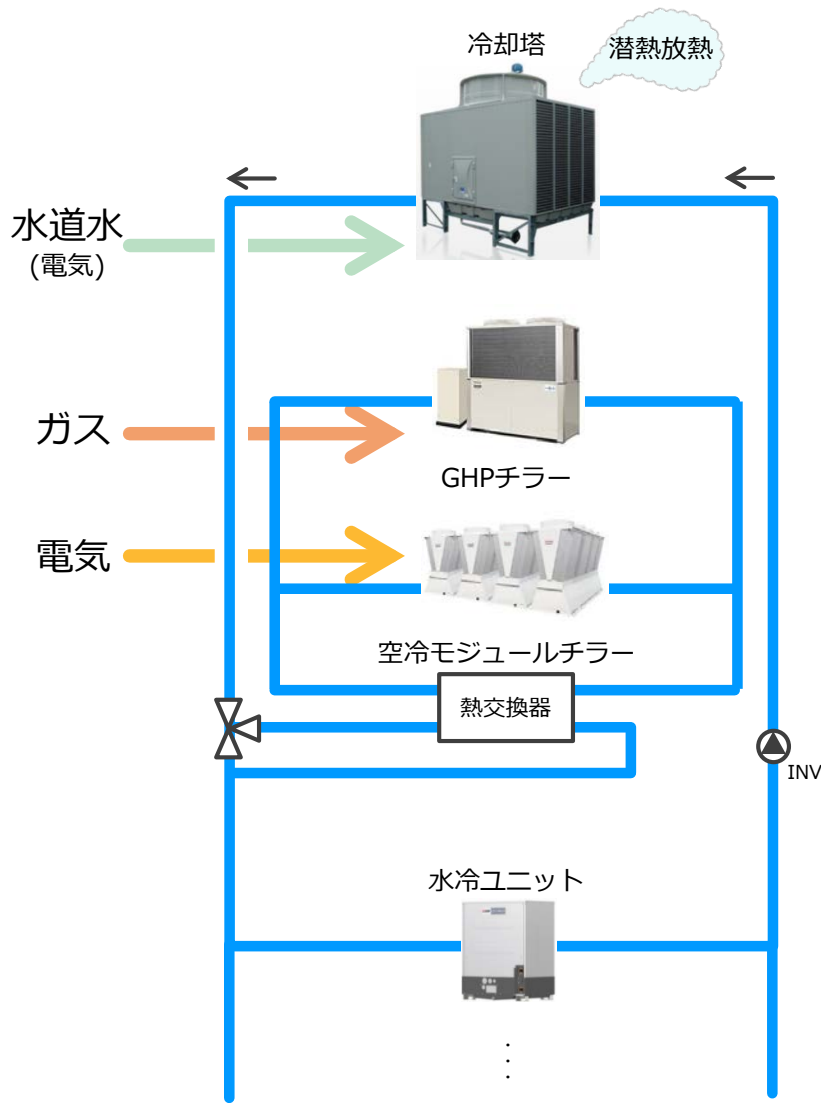 冷却塔
潜熱放熱
水道水
(電気)
ガス
GHPチラー
電気
空冷モジュールチラー
熱交換器
INV
水冷ユニット